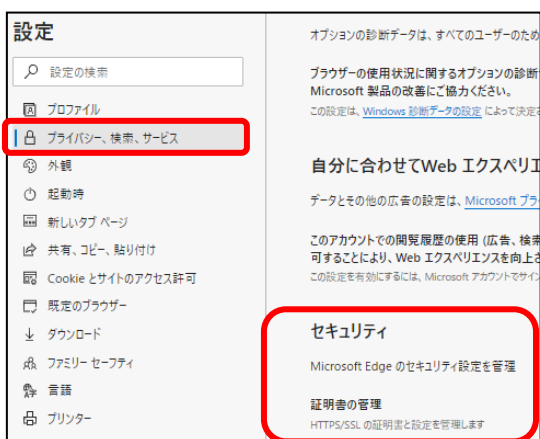 設定
設定の検索
プロファイル
プライバシー、検索、サービス
外観
起動時
新しいタブ ページ
共有、コピー、貼り付け
Cookie とサイトのアクセス許可
既定のブラウザー
ダウンロード
ファミリー セーフティ
言語
プリンター
オプションの診断データは、すべてのユーザーのため
ブラウザーの使用状況に関するオプションの診断
Microsoft 製品の改善にご協力ください。
この設定は、Windows 診断データの設定 によって決定さ
自分に合わせてWeb エクスペリエ
データとその他の広告の設定は、Microsoft プラ
このアカウントでの閲覧履歴の使用 (広告、検索
可することにより、Web エクスペリエンスを向上さ
この設定を有効にするには、Microsoft アカウントでサイン
セキュリティ
Microsoft Edge のセキュリティ設定を管理
証明書の管理
HTTPS/SSL の証明書と設定を管理します